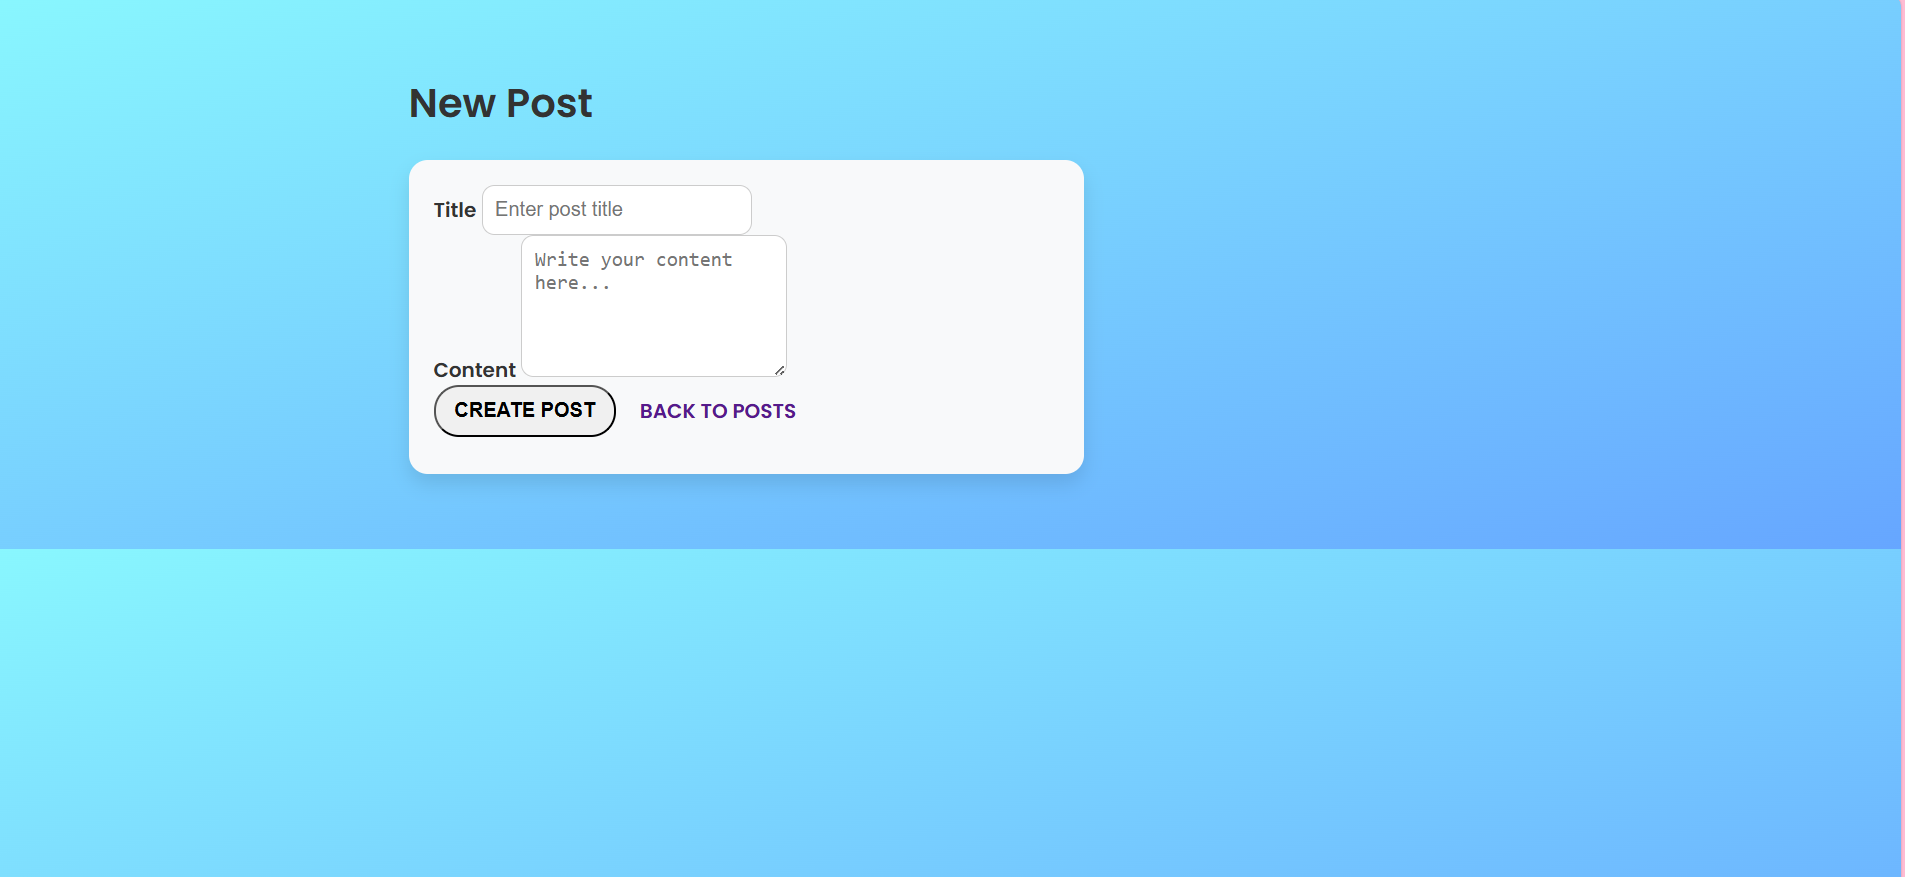 New Post
Title Enter post title
Write your content
here...
Content
CREATE POST BACK TO POSTS